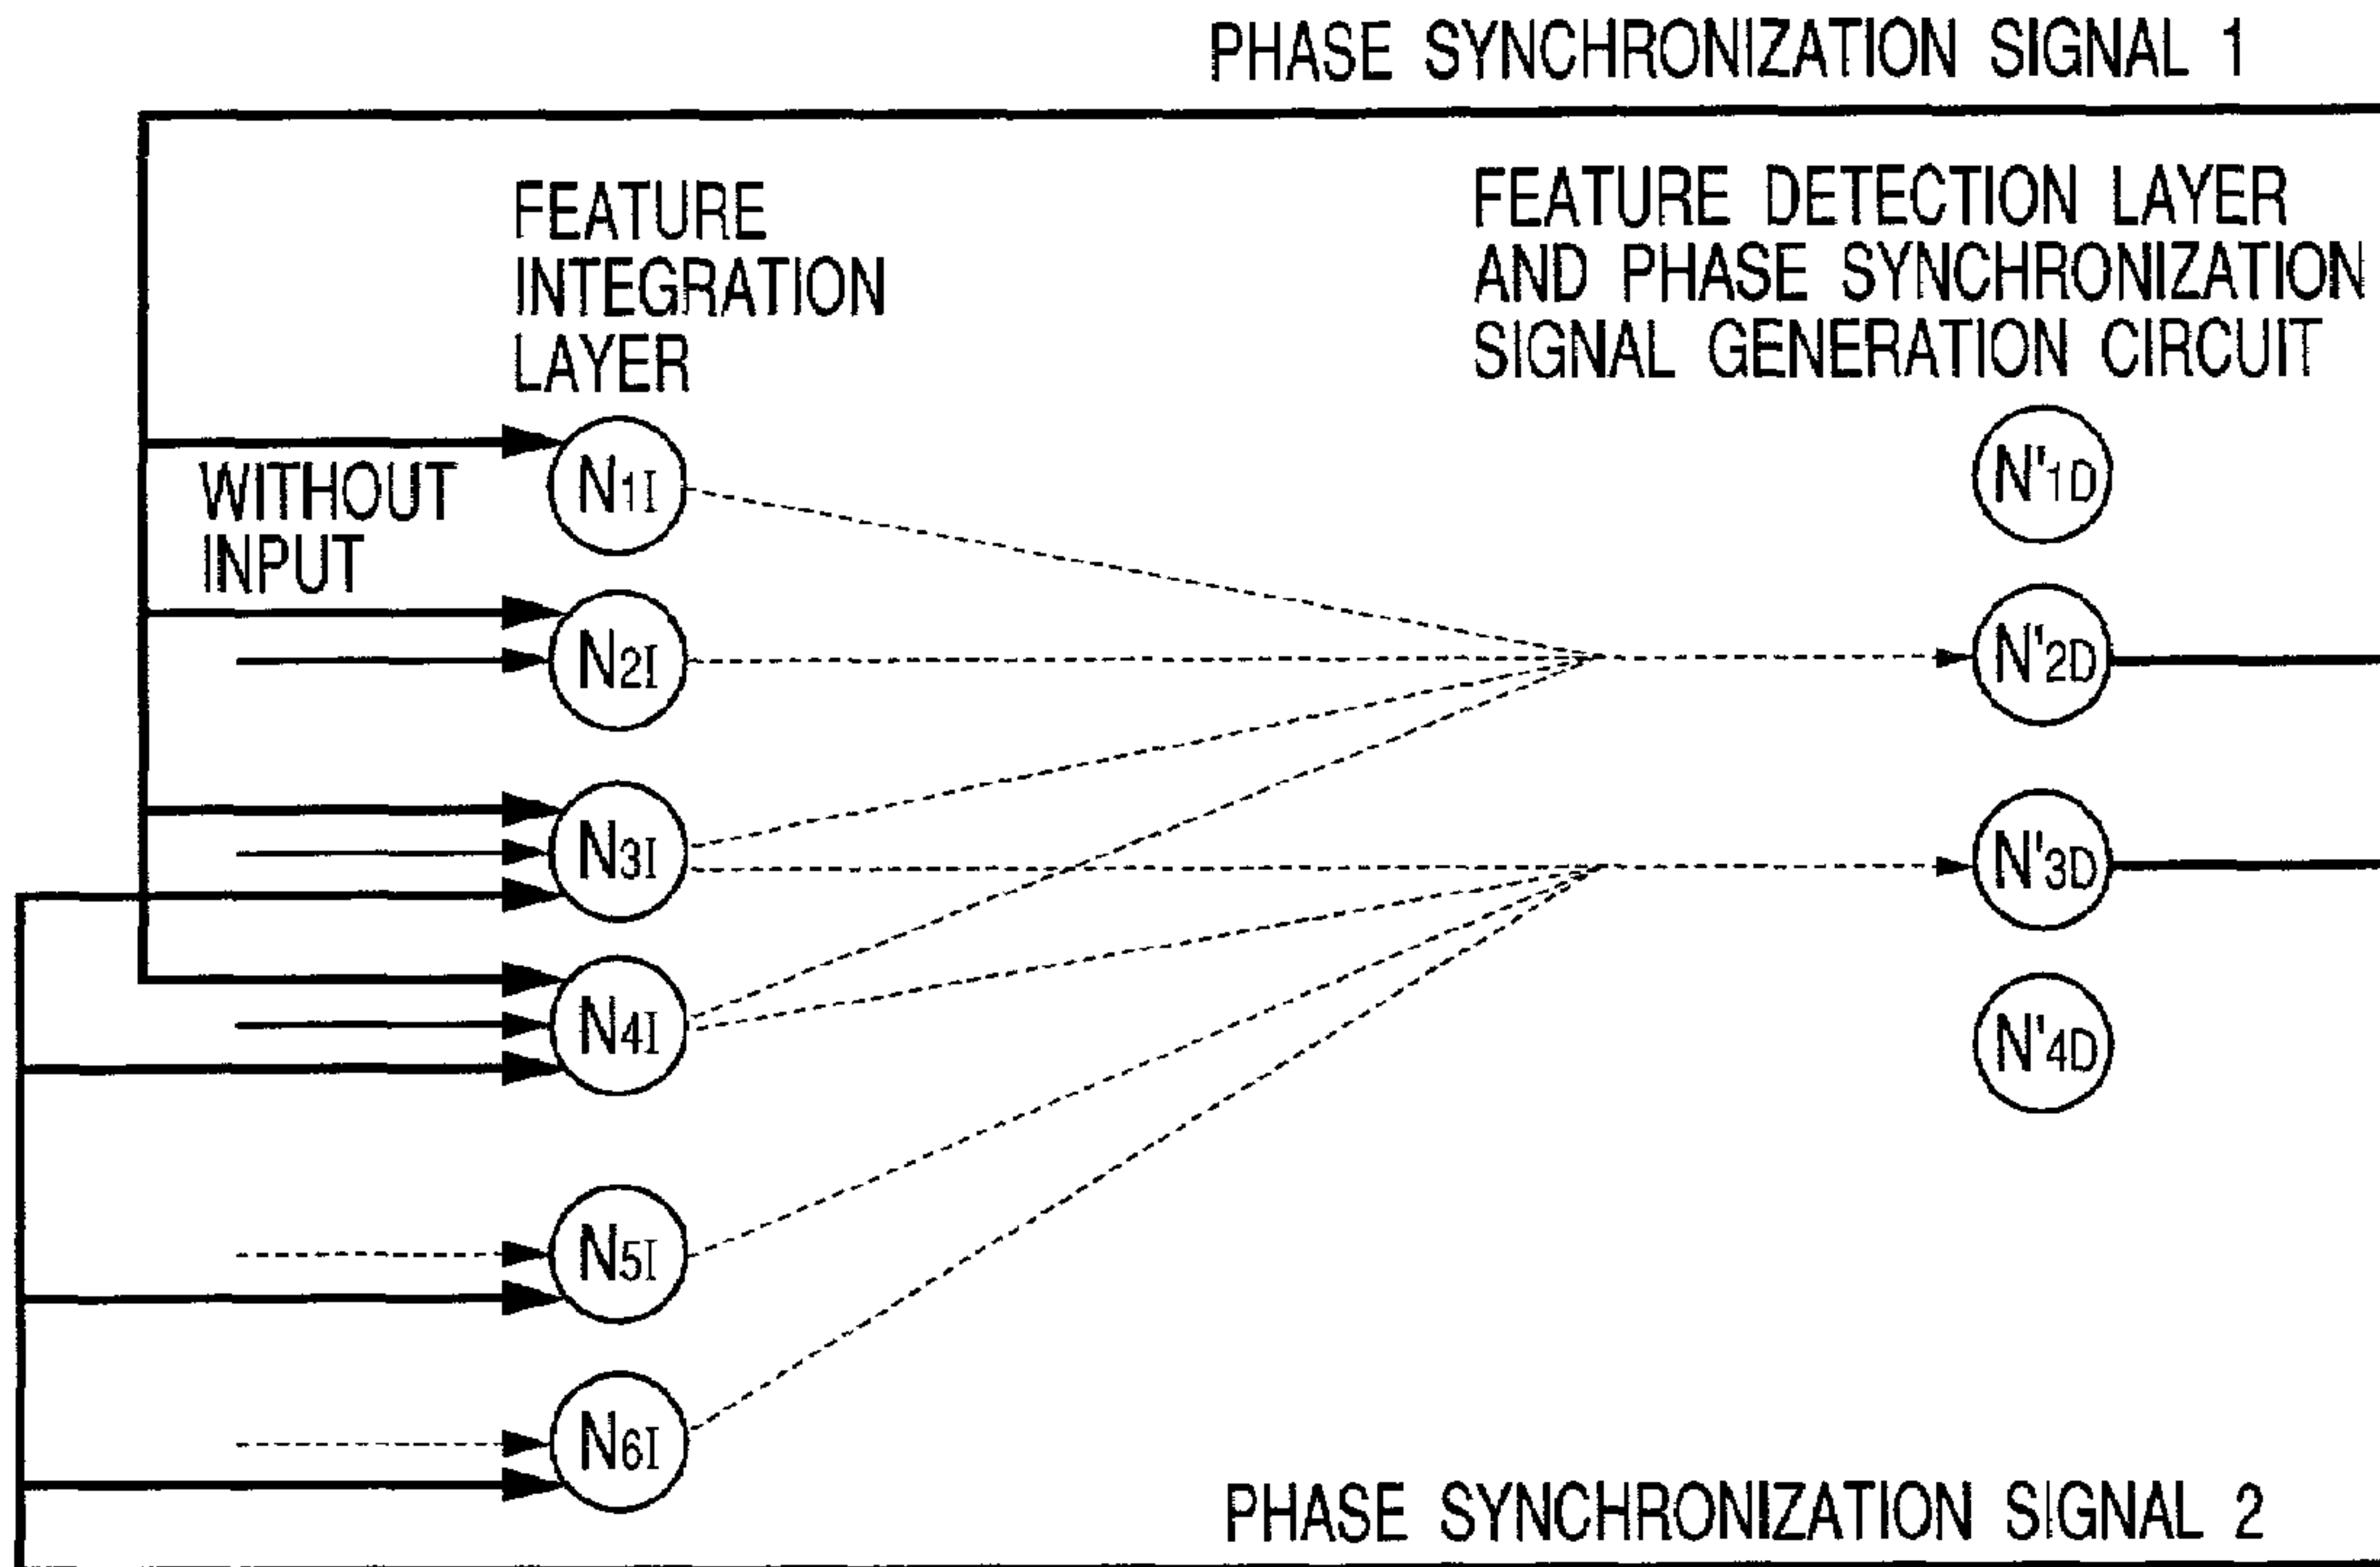 PHASE SYNCHRONIZATION SIGNAL 1
FEATURE
INTEGRATION
LAYER
FEATURE DETECTION LAYER
AND PHASE SYNCHRONIZATION
SIGNAL GENERATION CIRCUIT
WITHOUT
INPUT
N1I
N'1D
N2I
N'2D
N3I
N'3D
N4I
N'4D
N5I
N6I
PHASE SYNCHRONIZATION SIGNAL 2